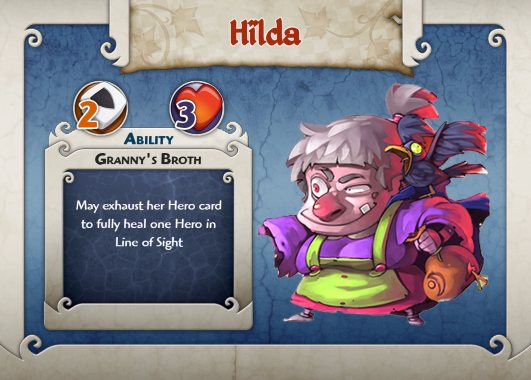 Hilda
2
3
Ability
Granny's Broth
May exhaust her Hero card
to fully heal one Hero in
Line of Sight